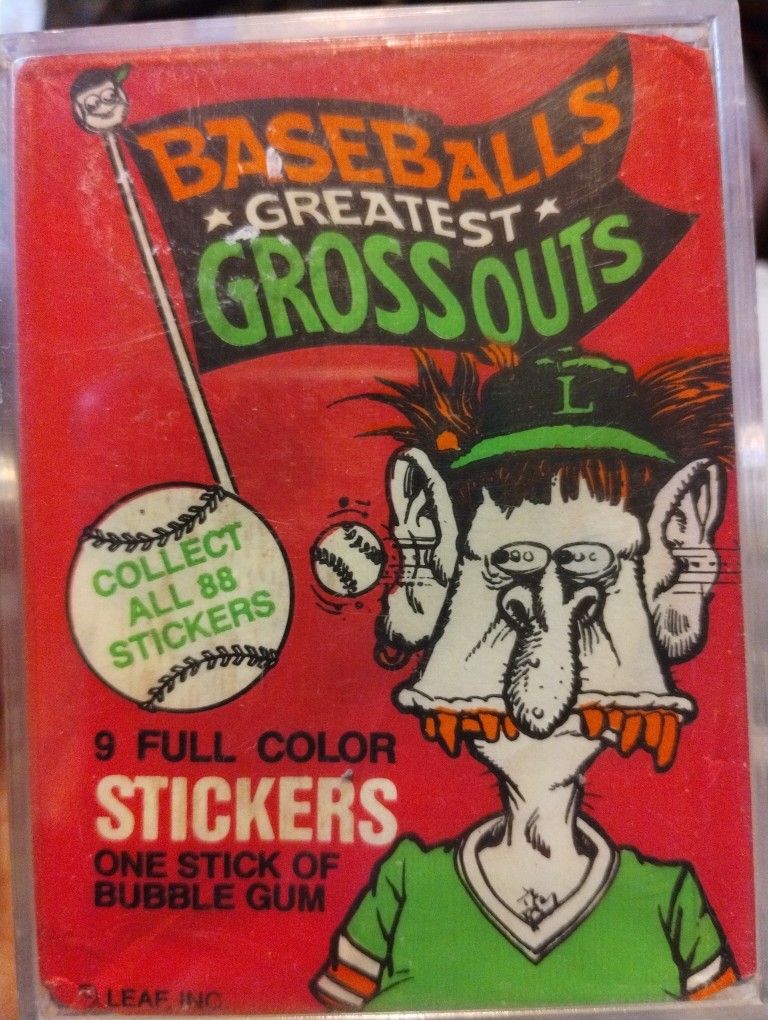 BASEBALLS'
GREATEST
GROSS OUTS
L
COLLECT
ALL 88
STICKERS
9 FULL COLOR
STICKERS
ONE STICK OF
BUBBLE GUM
LEAF, INC.